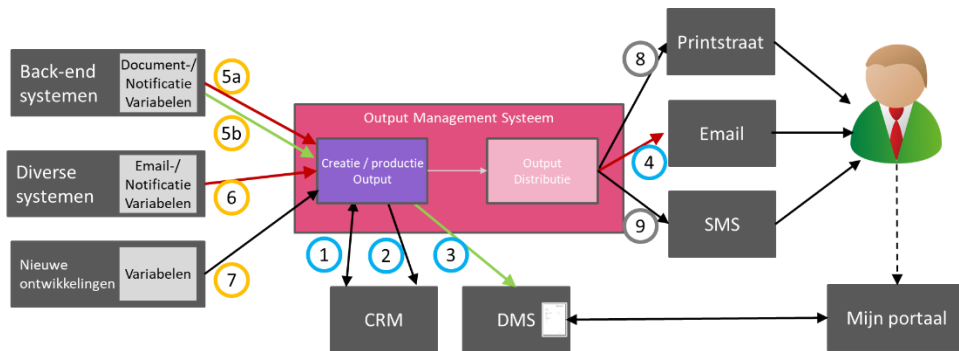 Back-end
systemen
Document-/
Notificatie
Variabelen
5a
5b
Diverse
systemen
Email-/
Notificatie
Variabelen
6
Nieuwe
ontwikkelingen
Variabelen
7
Output Management Systeem
Creatie / productie
Output
Output
Distributie
1
2
3
CRM
DMS
8
4
9
Printstraat
Email
SMS
Mijn portaal